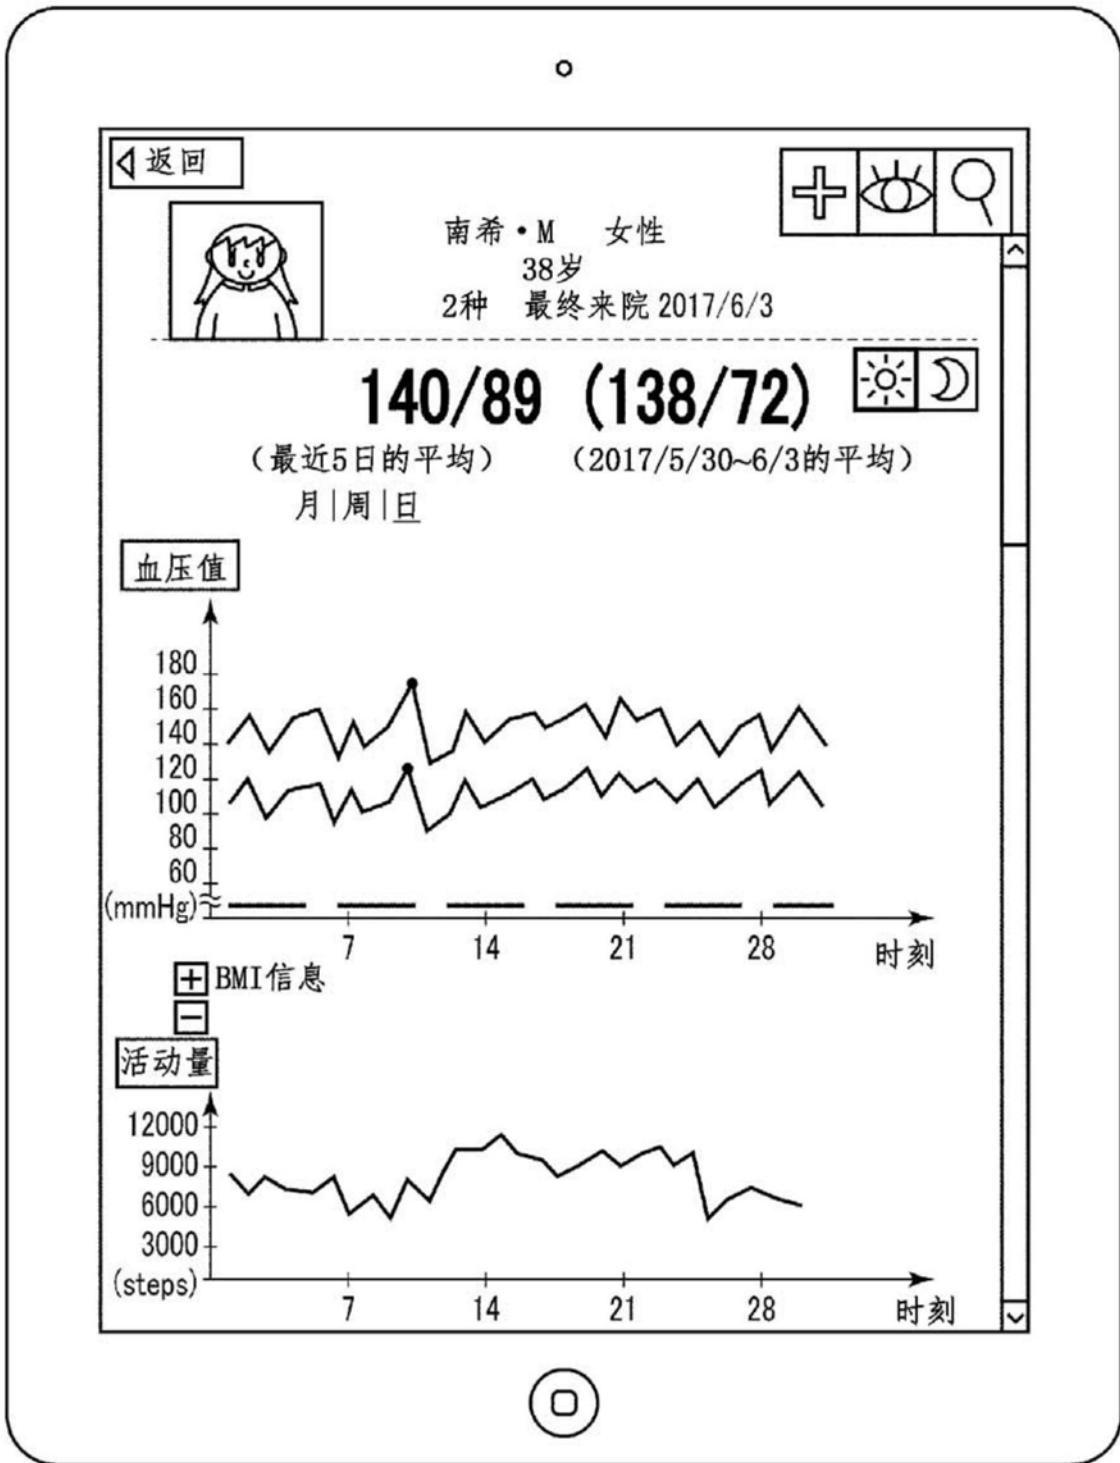 返回
南希·M 女性
38岁
2种 最终来院 2017/6/3
140/89 (138/72)
(最近5日的平均) (2017/5/30~6/3的平均)
月|周|日
血压值
180
160
140
120
100
80
60
(mmHg)
7 14 21 28 时刻
BMI信息
活动量
12000
9000
6000
3000
(steps)
7 14 21 28 时刻